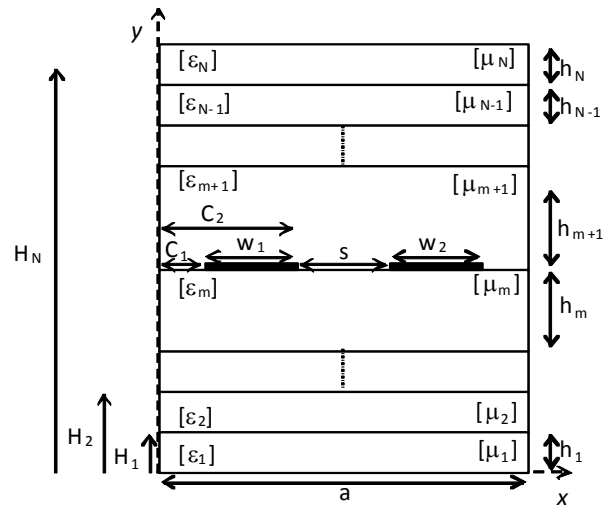 y
[ε_N] [μ_N] h_N
[ε_N-1] [μ_N-1] h_N-1
[ε_m+1] [μ_m+1]
C_2 h_m+1
H_N
C_1 w_1 s w_2
[ε_m] [μ_m] h_m
H_2 [ε_2] [μ_2]
H_1 [ε_1] [μ_1] h_1
a x